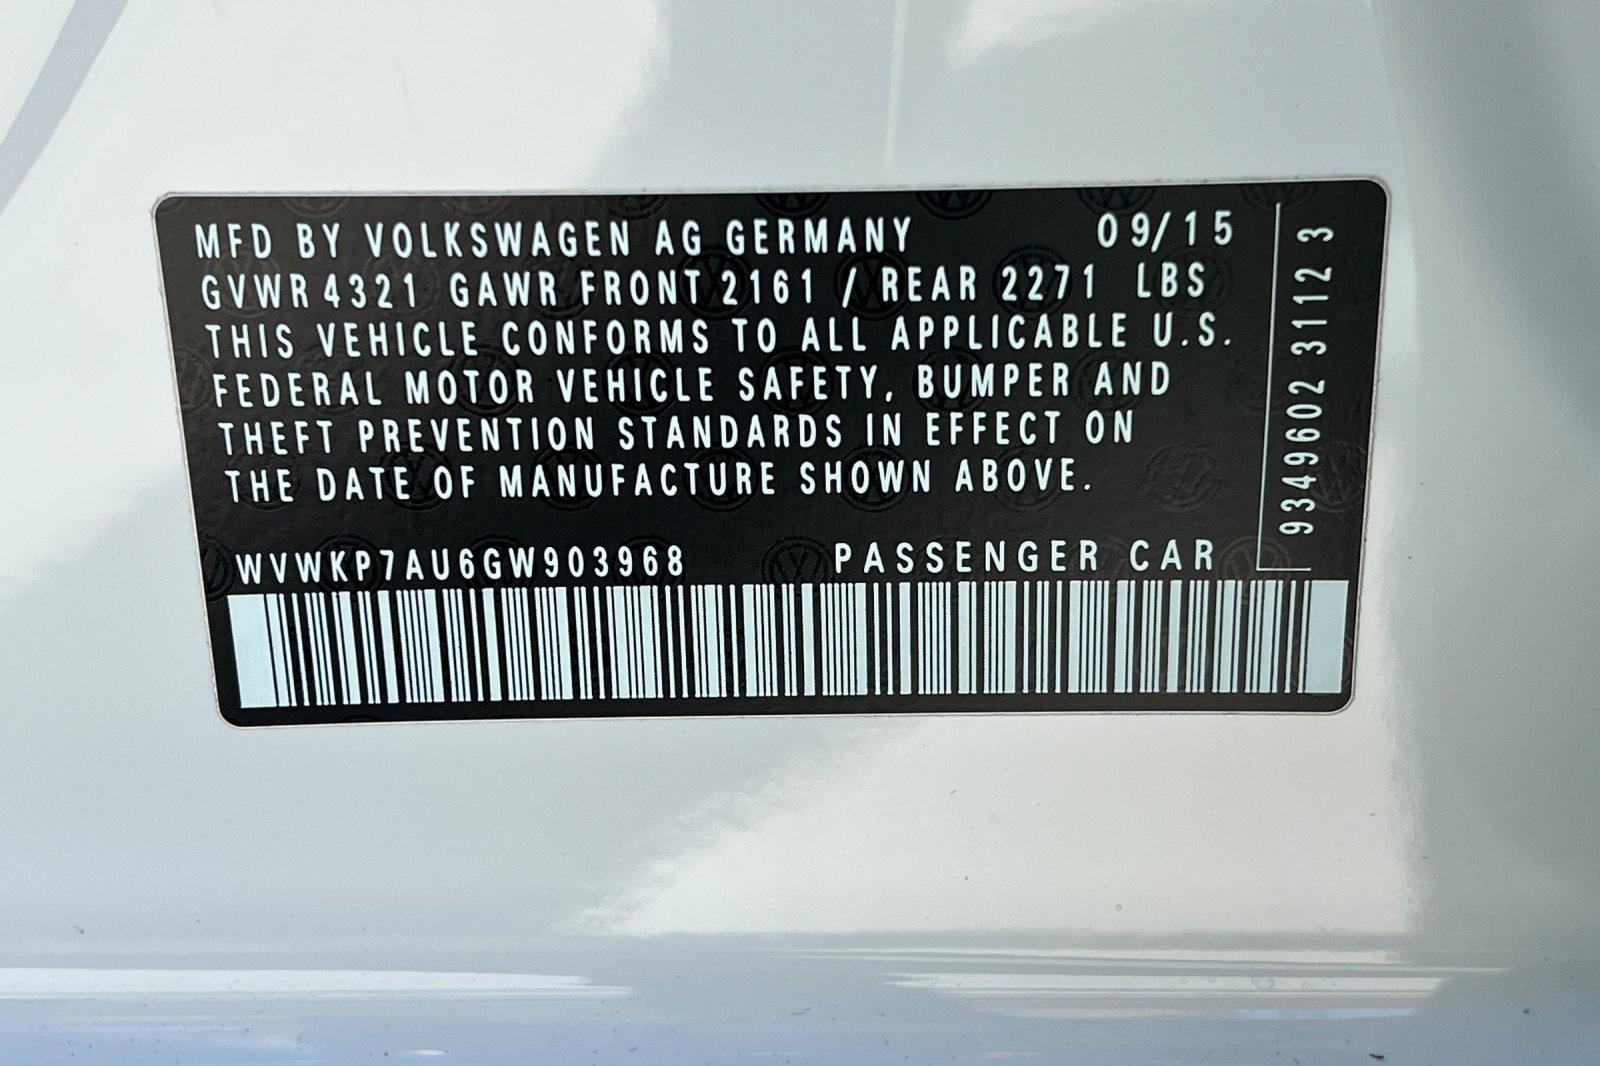 MFD BY VOLKSWAGEN AG GERMANY 09/15
GVWR 4321 GAWR FRONT 2161 / REAR 2271 LBS
THIS VEHICLE CONFORMS TO ALL APPLICABLE U.S.
FEDERAL MOTOR VEHICLE SAFETY, BUMPER AND
THEFT PREVENTION STANDARDS IN EFFECT ON
THE DATE OF MANUFACTURE SHOWN ABOVE.
WVWKP7AU6GW903968 PASSENGER CAR
9349602 3112 3